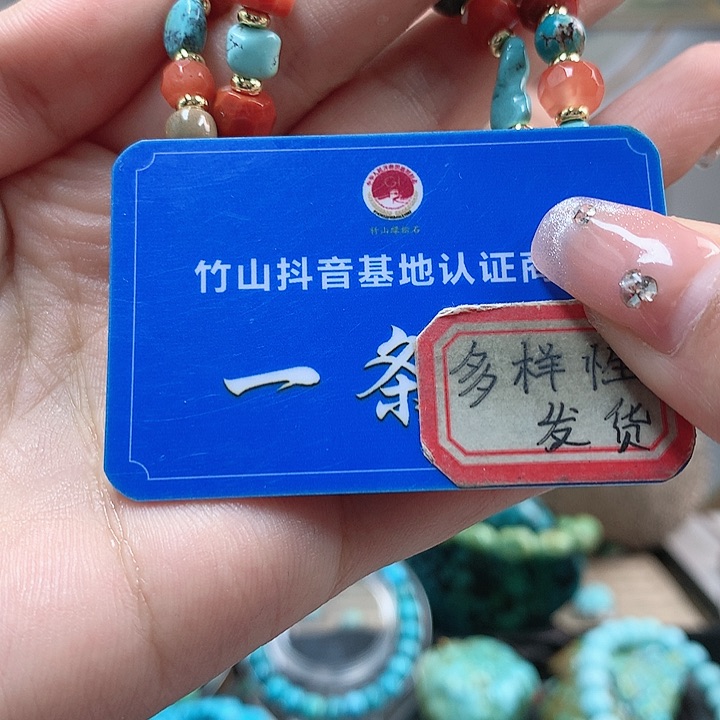 竹山绿松石
竹山抖音基地认证商
一条
多样性
发货